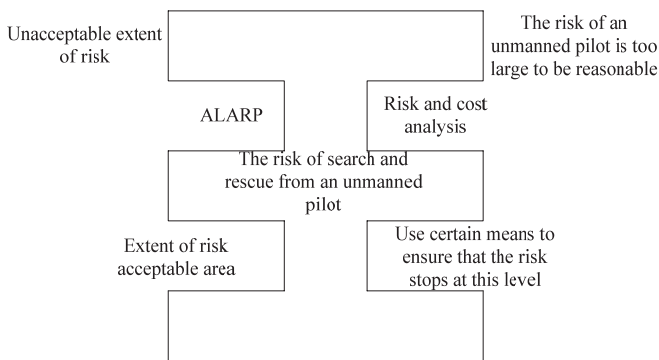 Unacceptable extent
of risk
The risk of an
unmanned pilot is too
large to be reasonable
ALARP
Risk and cost
analysis
The risk of search and
rescue from an unmanned
pilot
Extent of risk
acceptable area
Use certain means to
ensure that the risk
stops at this level